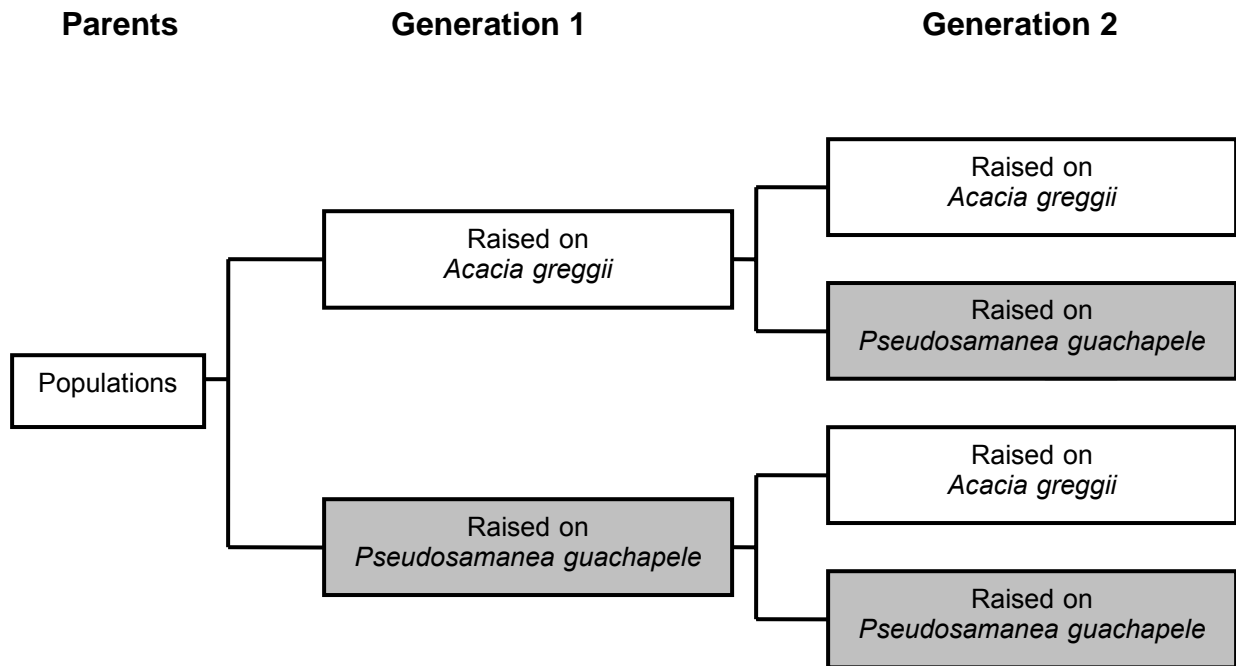 Parents Generation 1 Generation 2
Raised on
Acacia greggii
Raised on
Acacia greggii
Raised on
Pseudosamanea guachapele
Populations
Raised on
Acacia greggii
Raised on
Pseudosamanea guachapele
Raised on
Pseudosamanea guachapele